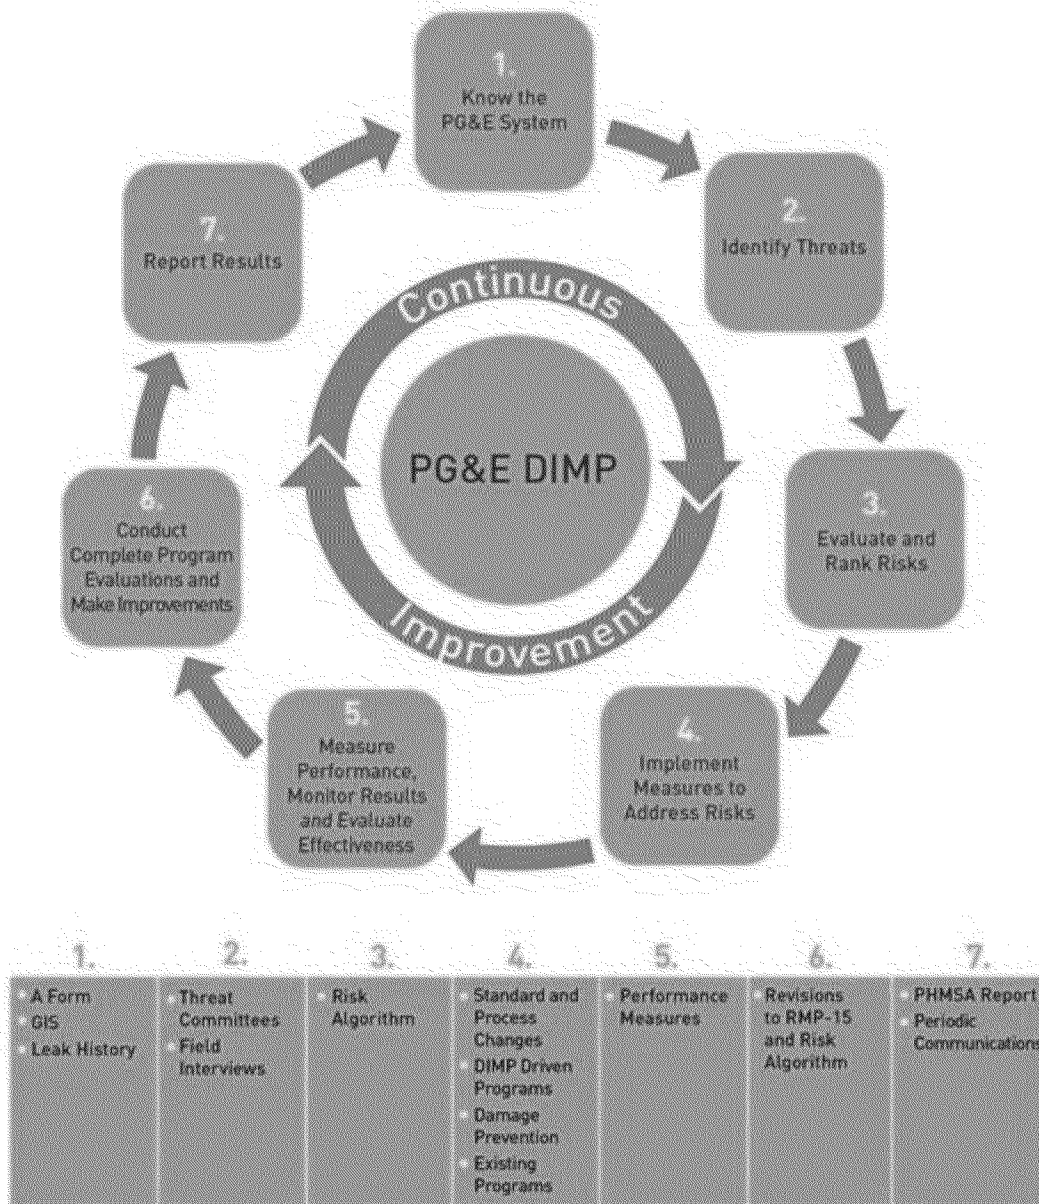 1.
Know the
PG&E System
2.
Identify Threats
3.
Evaluate and
Rank Risks
4.
Implement
Measures to
Address Risks
5.
Measure
Performance,
Monitor Results
and Evaluate
Effectiveness
6.
Conduct
Complete Program
Evaluations and
Make Improvements
7.
Report Results
Continuous
Improvement
PG&E DIMP
1.
A Form
GIS
Leak History
2.
Threat
Committees
Field
Interviews
3.
Risk
Algorithm
4.
Standard and
Process
Changes
DIMP Driven
Programs
Damage
Prevention
Existing
Programs
5.
Performance
Measures
6.
Revisions
to RMP-15
and Risk
Algorithm
7.
PHMSA Report
Periodic
Communications